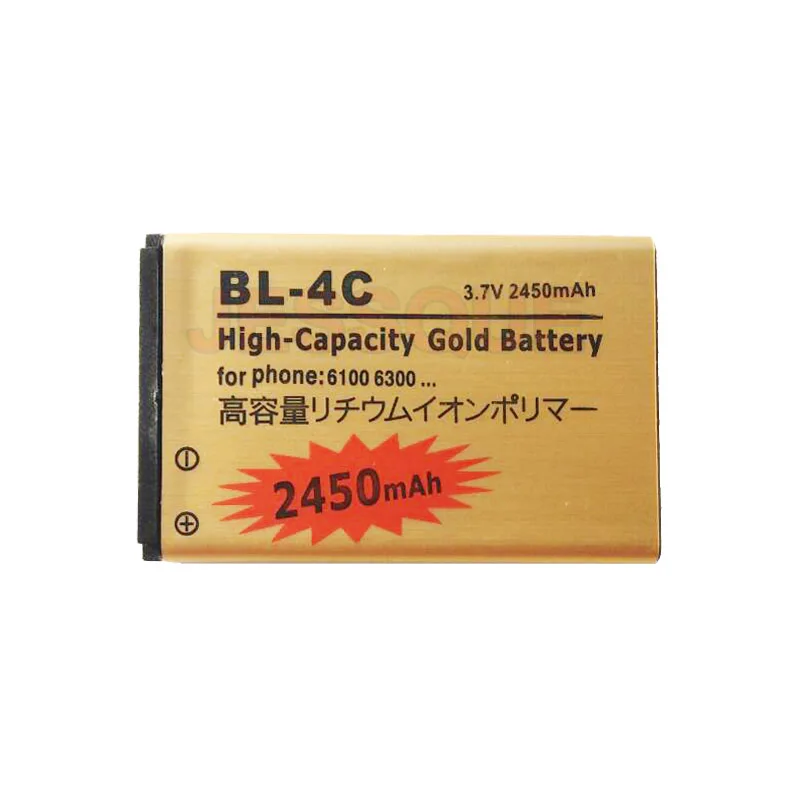 BL-4C
3.7V 2450mAh
JESSQUE
High-Capacity Gold Battery
for phone:6100 6300 ...
高容量リチウムイオンポリマー
2450mAh